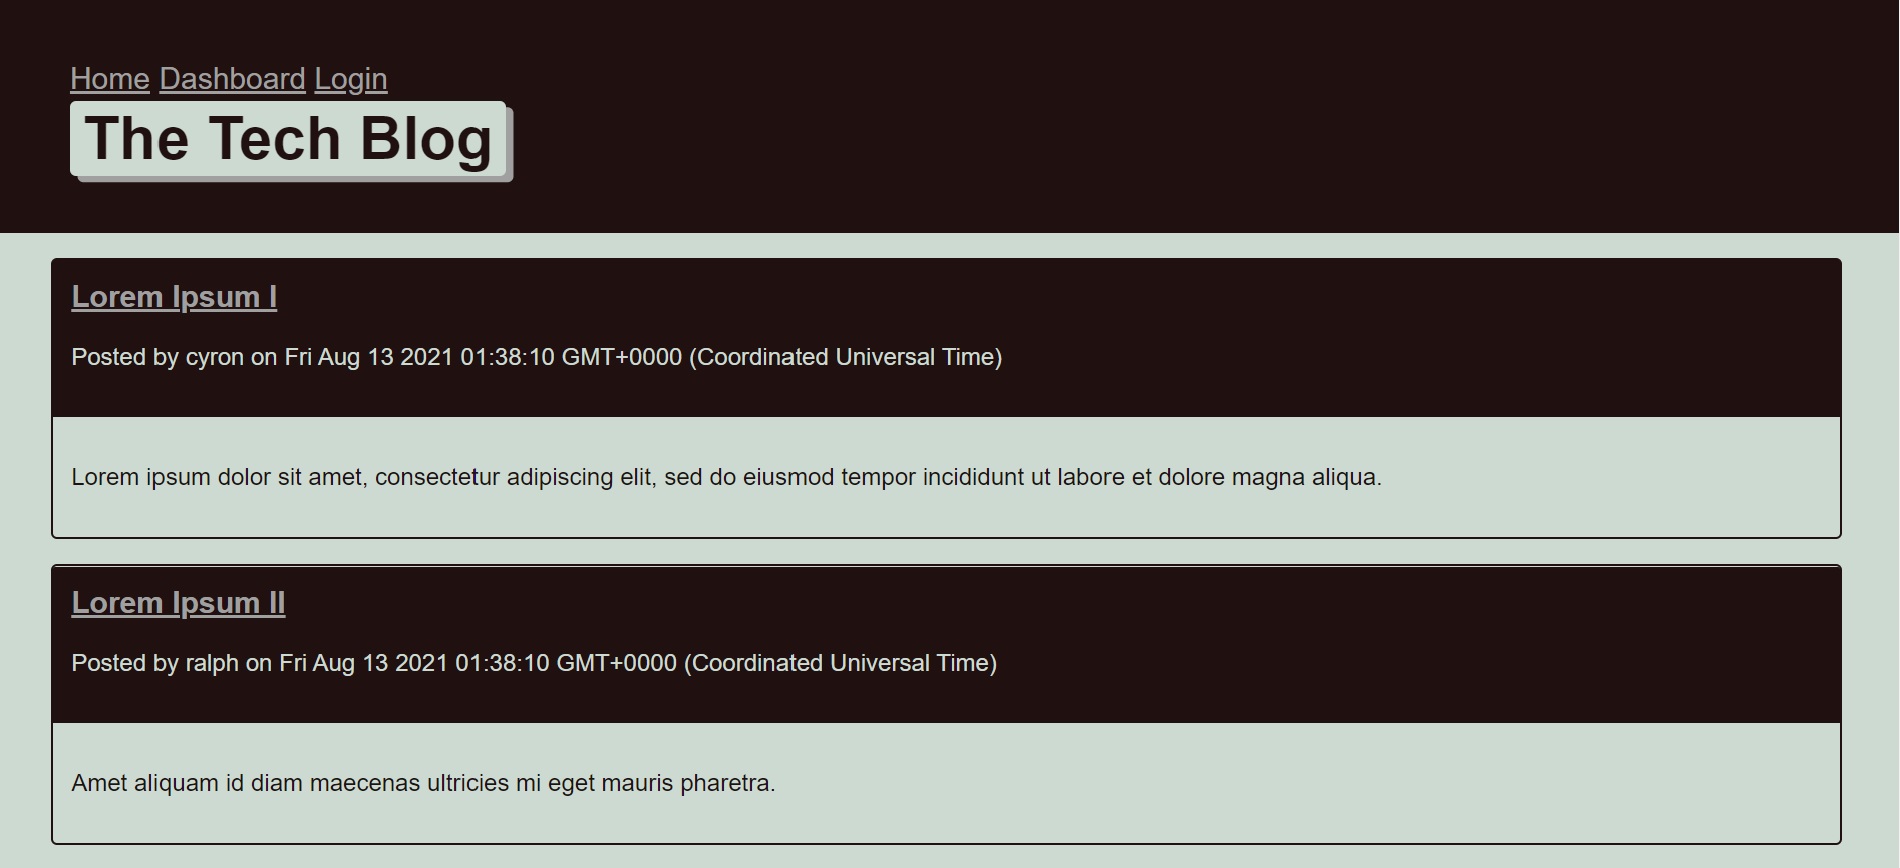 Home Dashboard Login
The Tech Blog
Lorem Ipsum I
Posted by cyron on Fri Aug 13 2021 01:38:10 GMT+0000 (Coordinated Universal Time)
Lorem ipsum dolor sit amet, consectetur adipiscing elit, sed do eiusmod tempor incididunt ut labore et dolore magna aliqua.
Lorem Ipsum II
Posted by ralph on Fri Aug 13 2021 01:38:10 GMT+0000 (Coordinated Universal Time)
Amet aliquam id diam maecenas ultricies mi eget mauris pharetra.